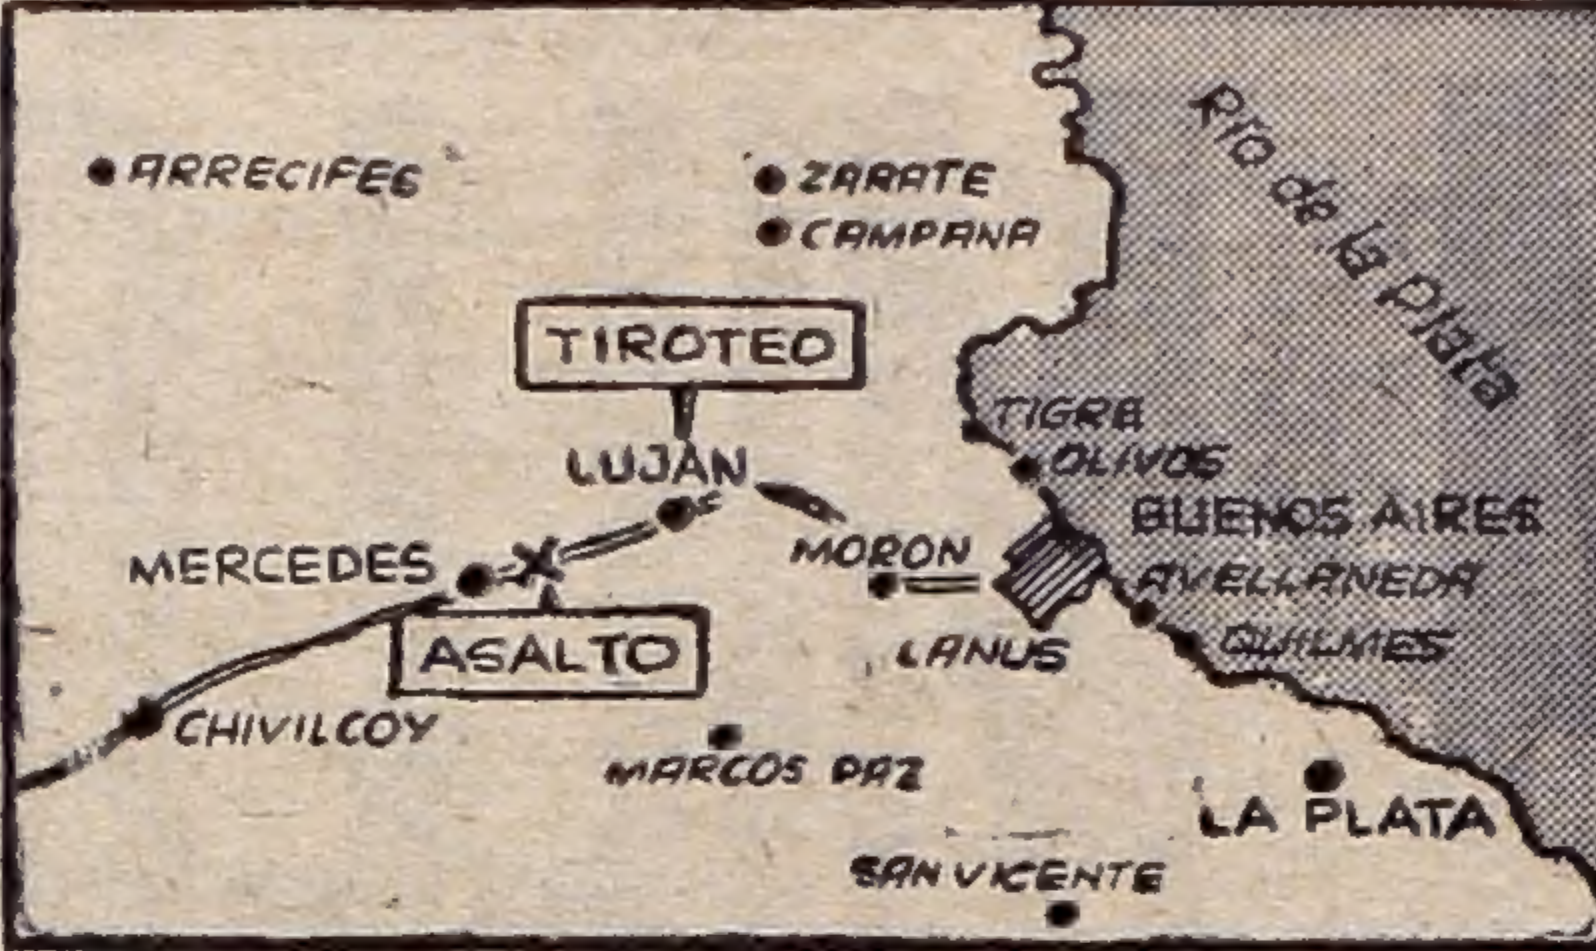 ARRECIFES
ZARATE
CAMPANA
Río de la Plata
TIROTEO
TIGRE
LUJÁN
OLIVOS
BUENOS AIRES
MORON
MERCEDES
AVELLANEDA
ASALTO
LANUS
QUILMES
CHIVILCOY
MARCOS PAZ
LA PLATA
SAN VICENTE